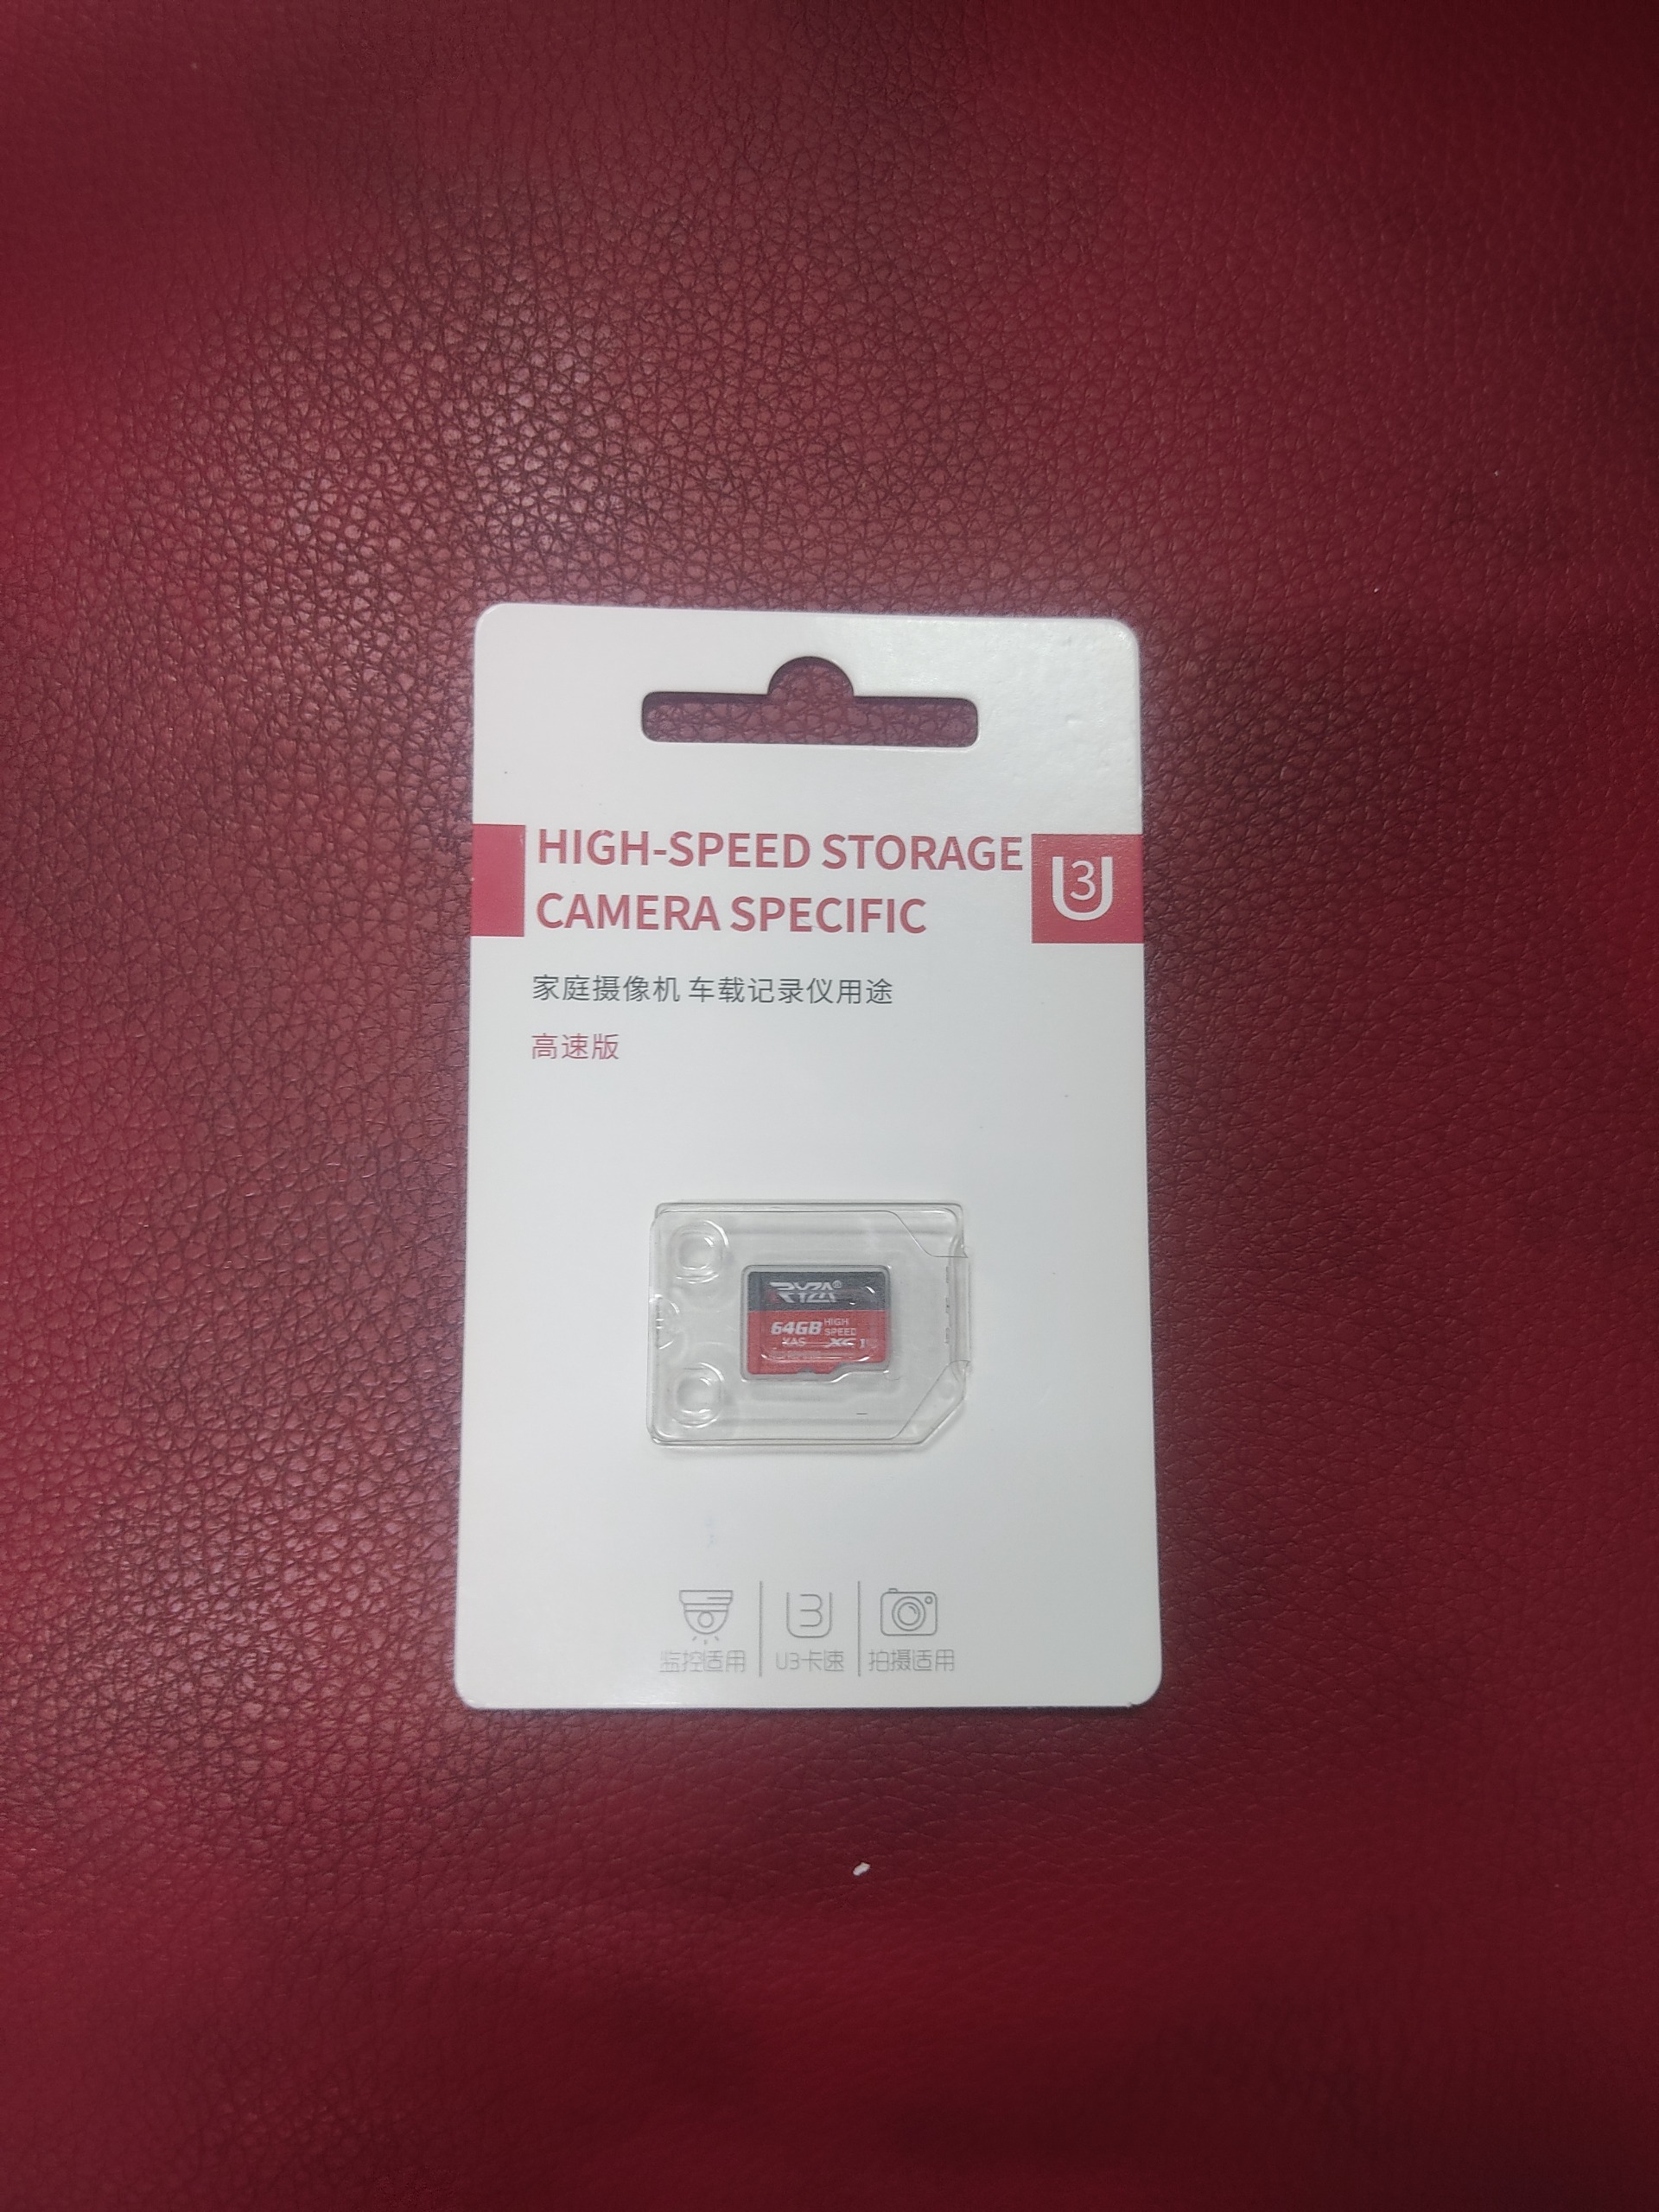 HIGH-SPEED STORAGE
CAMERA SPECIFIC
U3
家庭摄像机 车载记录仪用途
高速版
RYZA®
64GB HIGH SPEED
XAS XC I
监控适用
U3
U3卡速
拍摄适用